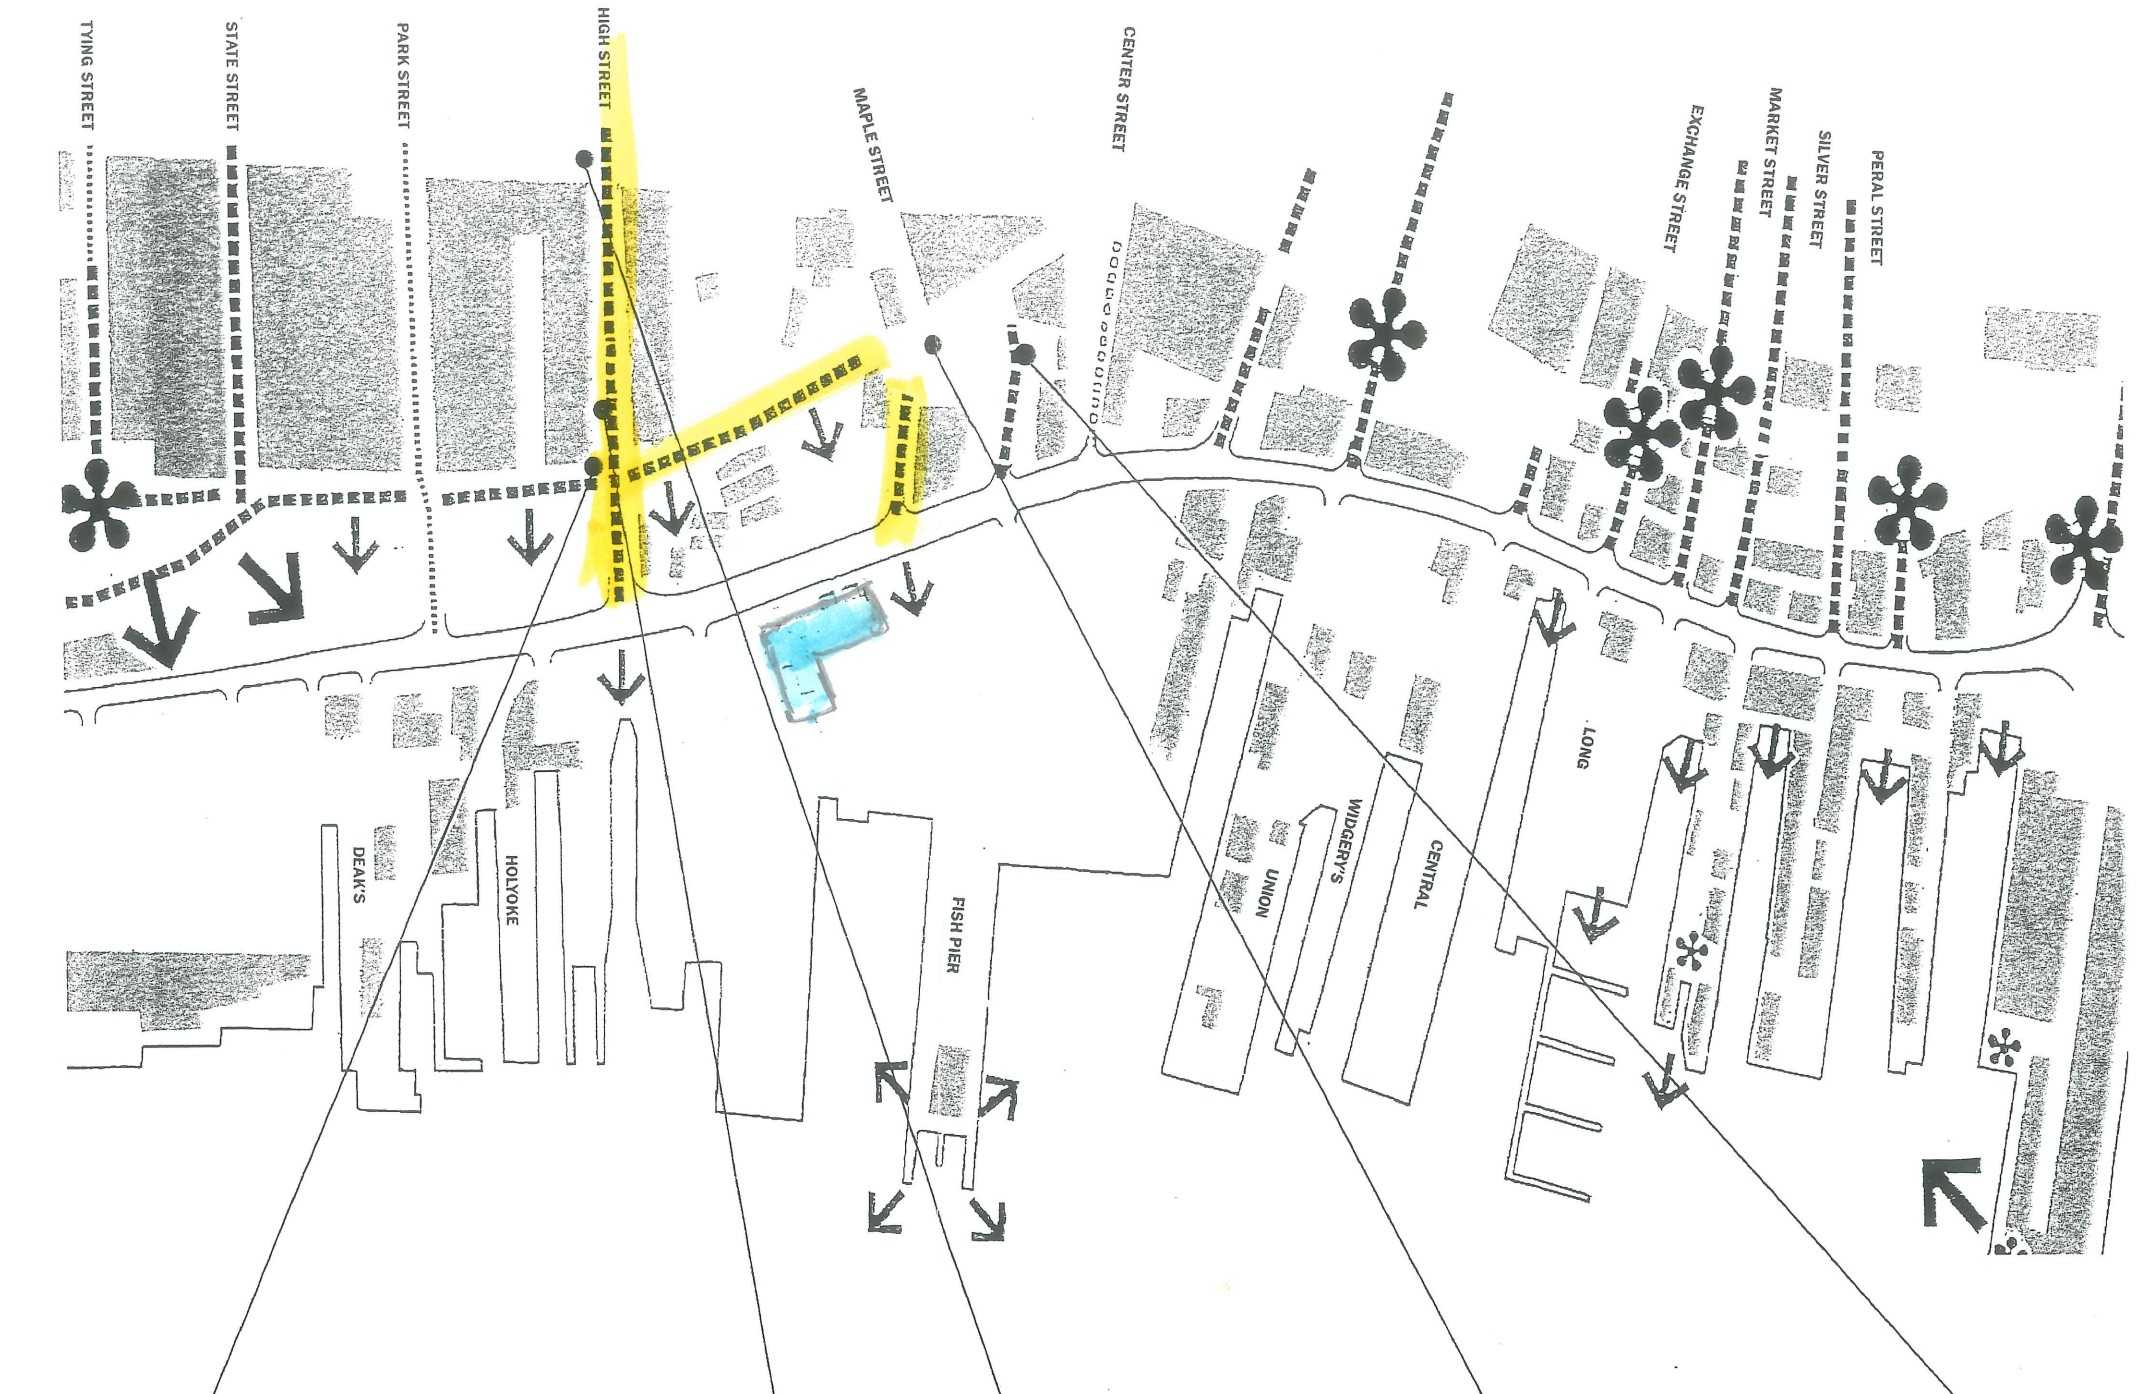 TYING STREET
STATE STREET
PARK STREET
HIGH STREET
MAPLE STREET
CENTER STREET
EXCHANGE STREET
MARKET STREET
SILVER STREET
PERAL STREET
DEAK'S
HOLYOKE
FISH PIER
UNION
WIDGERY'S
CENTRAL
LONG